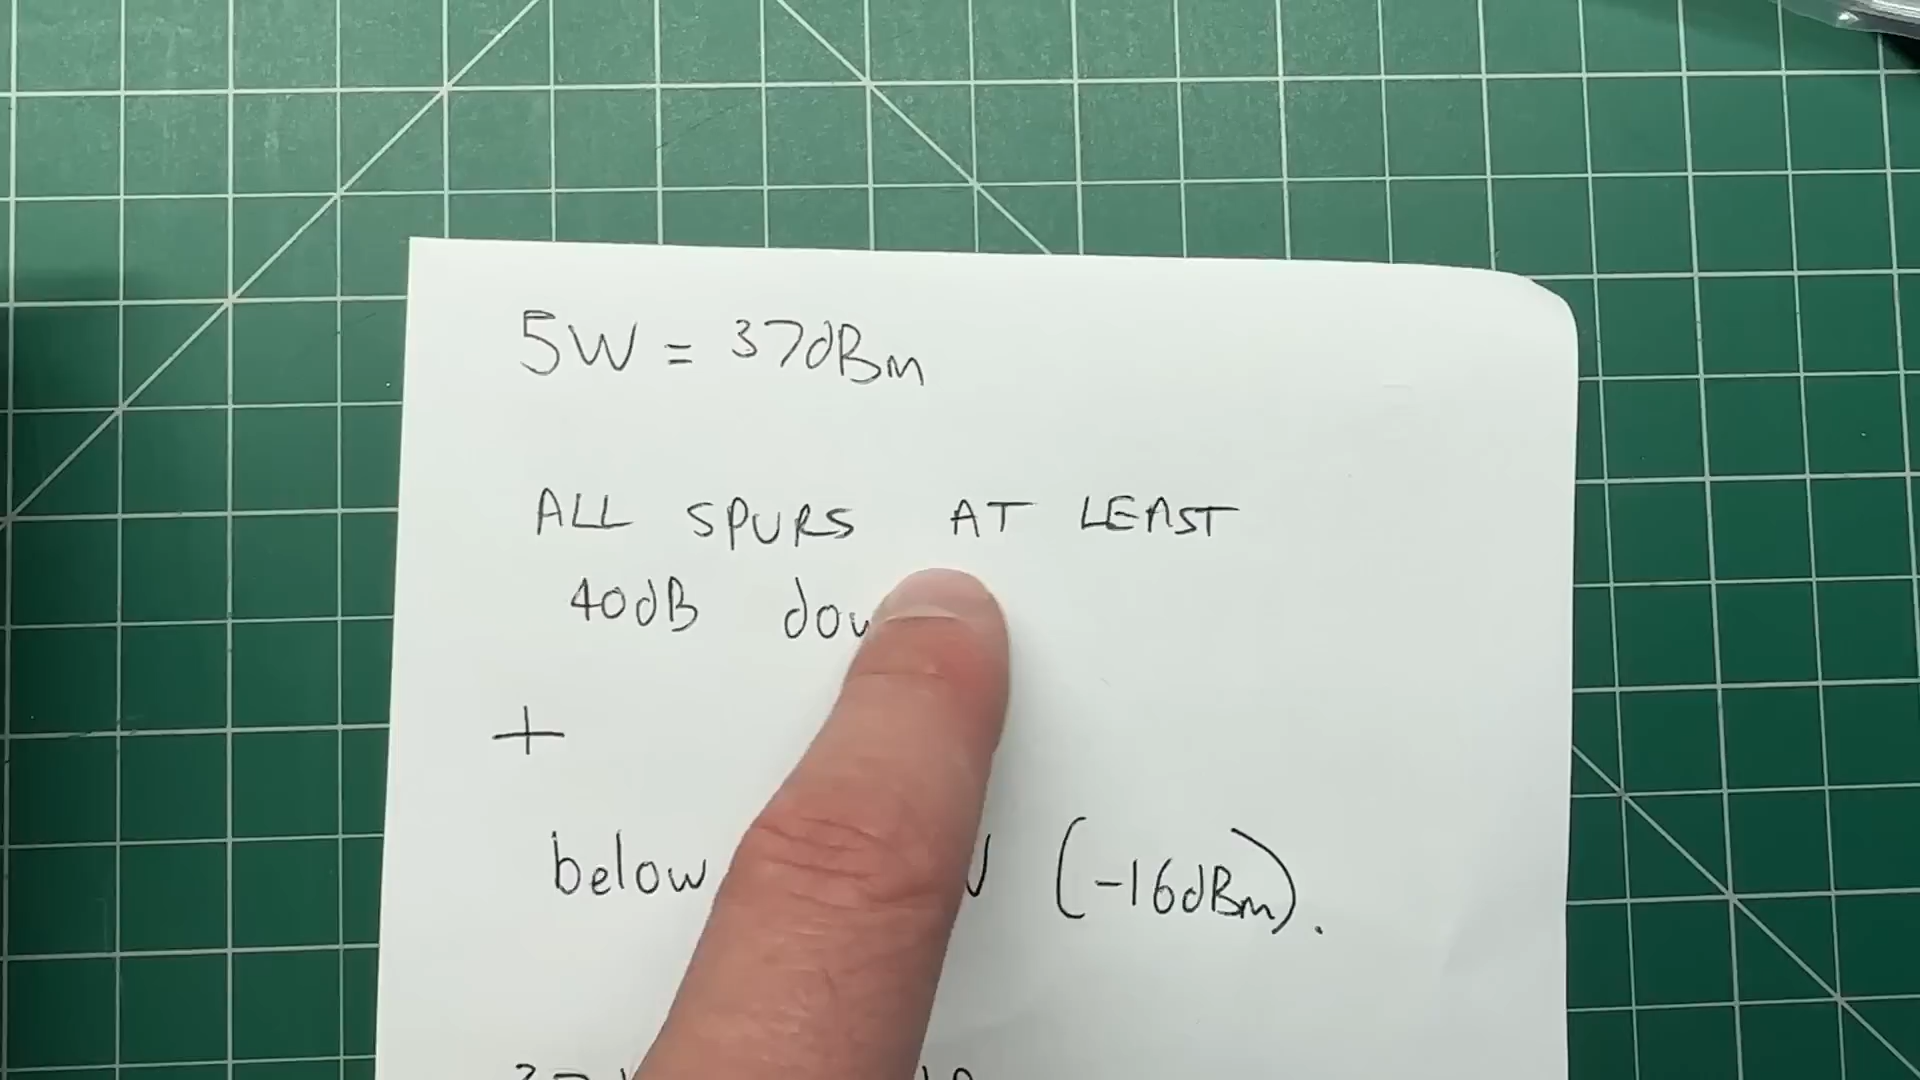 5W = 37dBm
ALL SPURS AT LEAST
40dB
+
below (-16dBm).